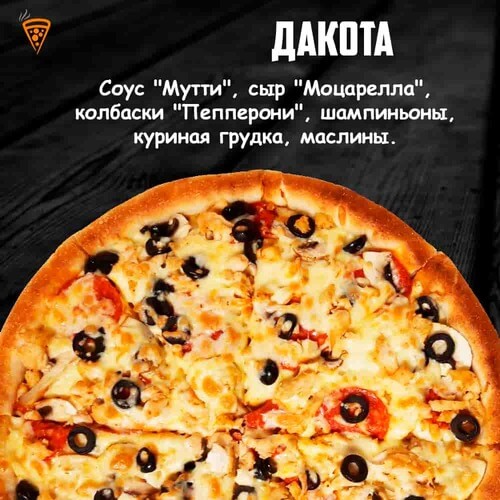 ДАКОТА
Соус "Мутти", сыр "Моцарелла",
колбаски "Пепперони", шампиньоны,
куриная грудка, маслины.